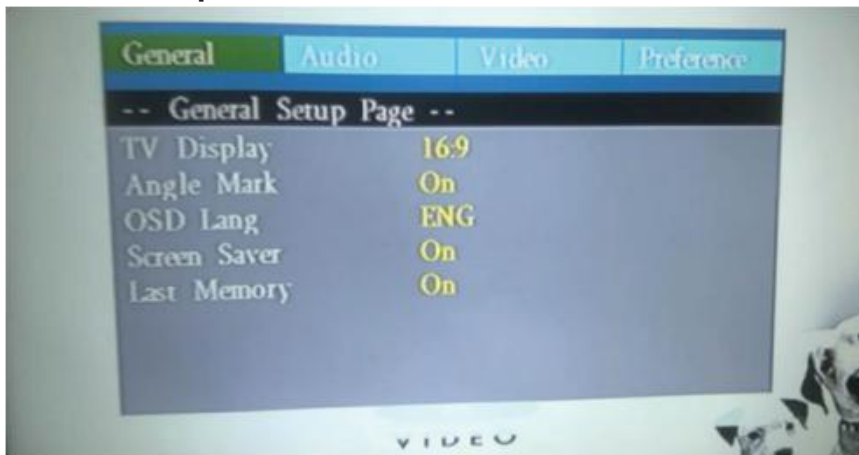 General Audio Video Preference
-- General Setup Page --
TV Display 16:9
Angle Mark On
OSD Lang ENG
Screen Saver On
Last Memory On
VIDEO